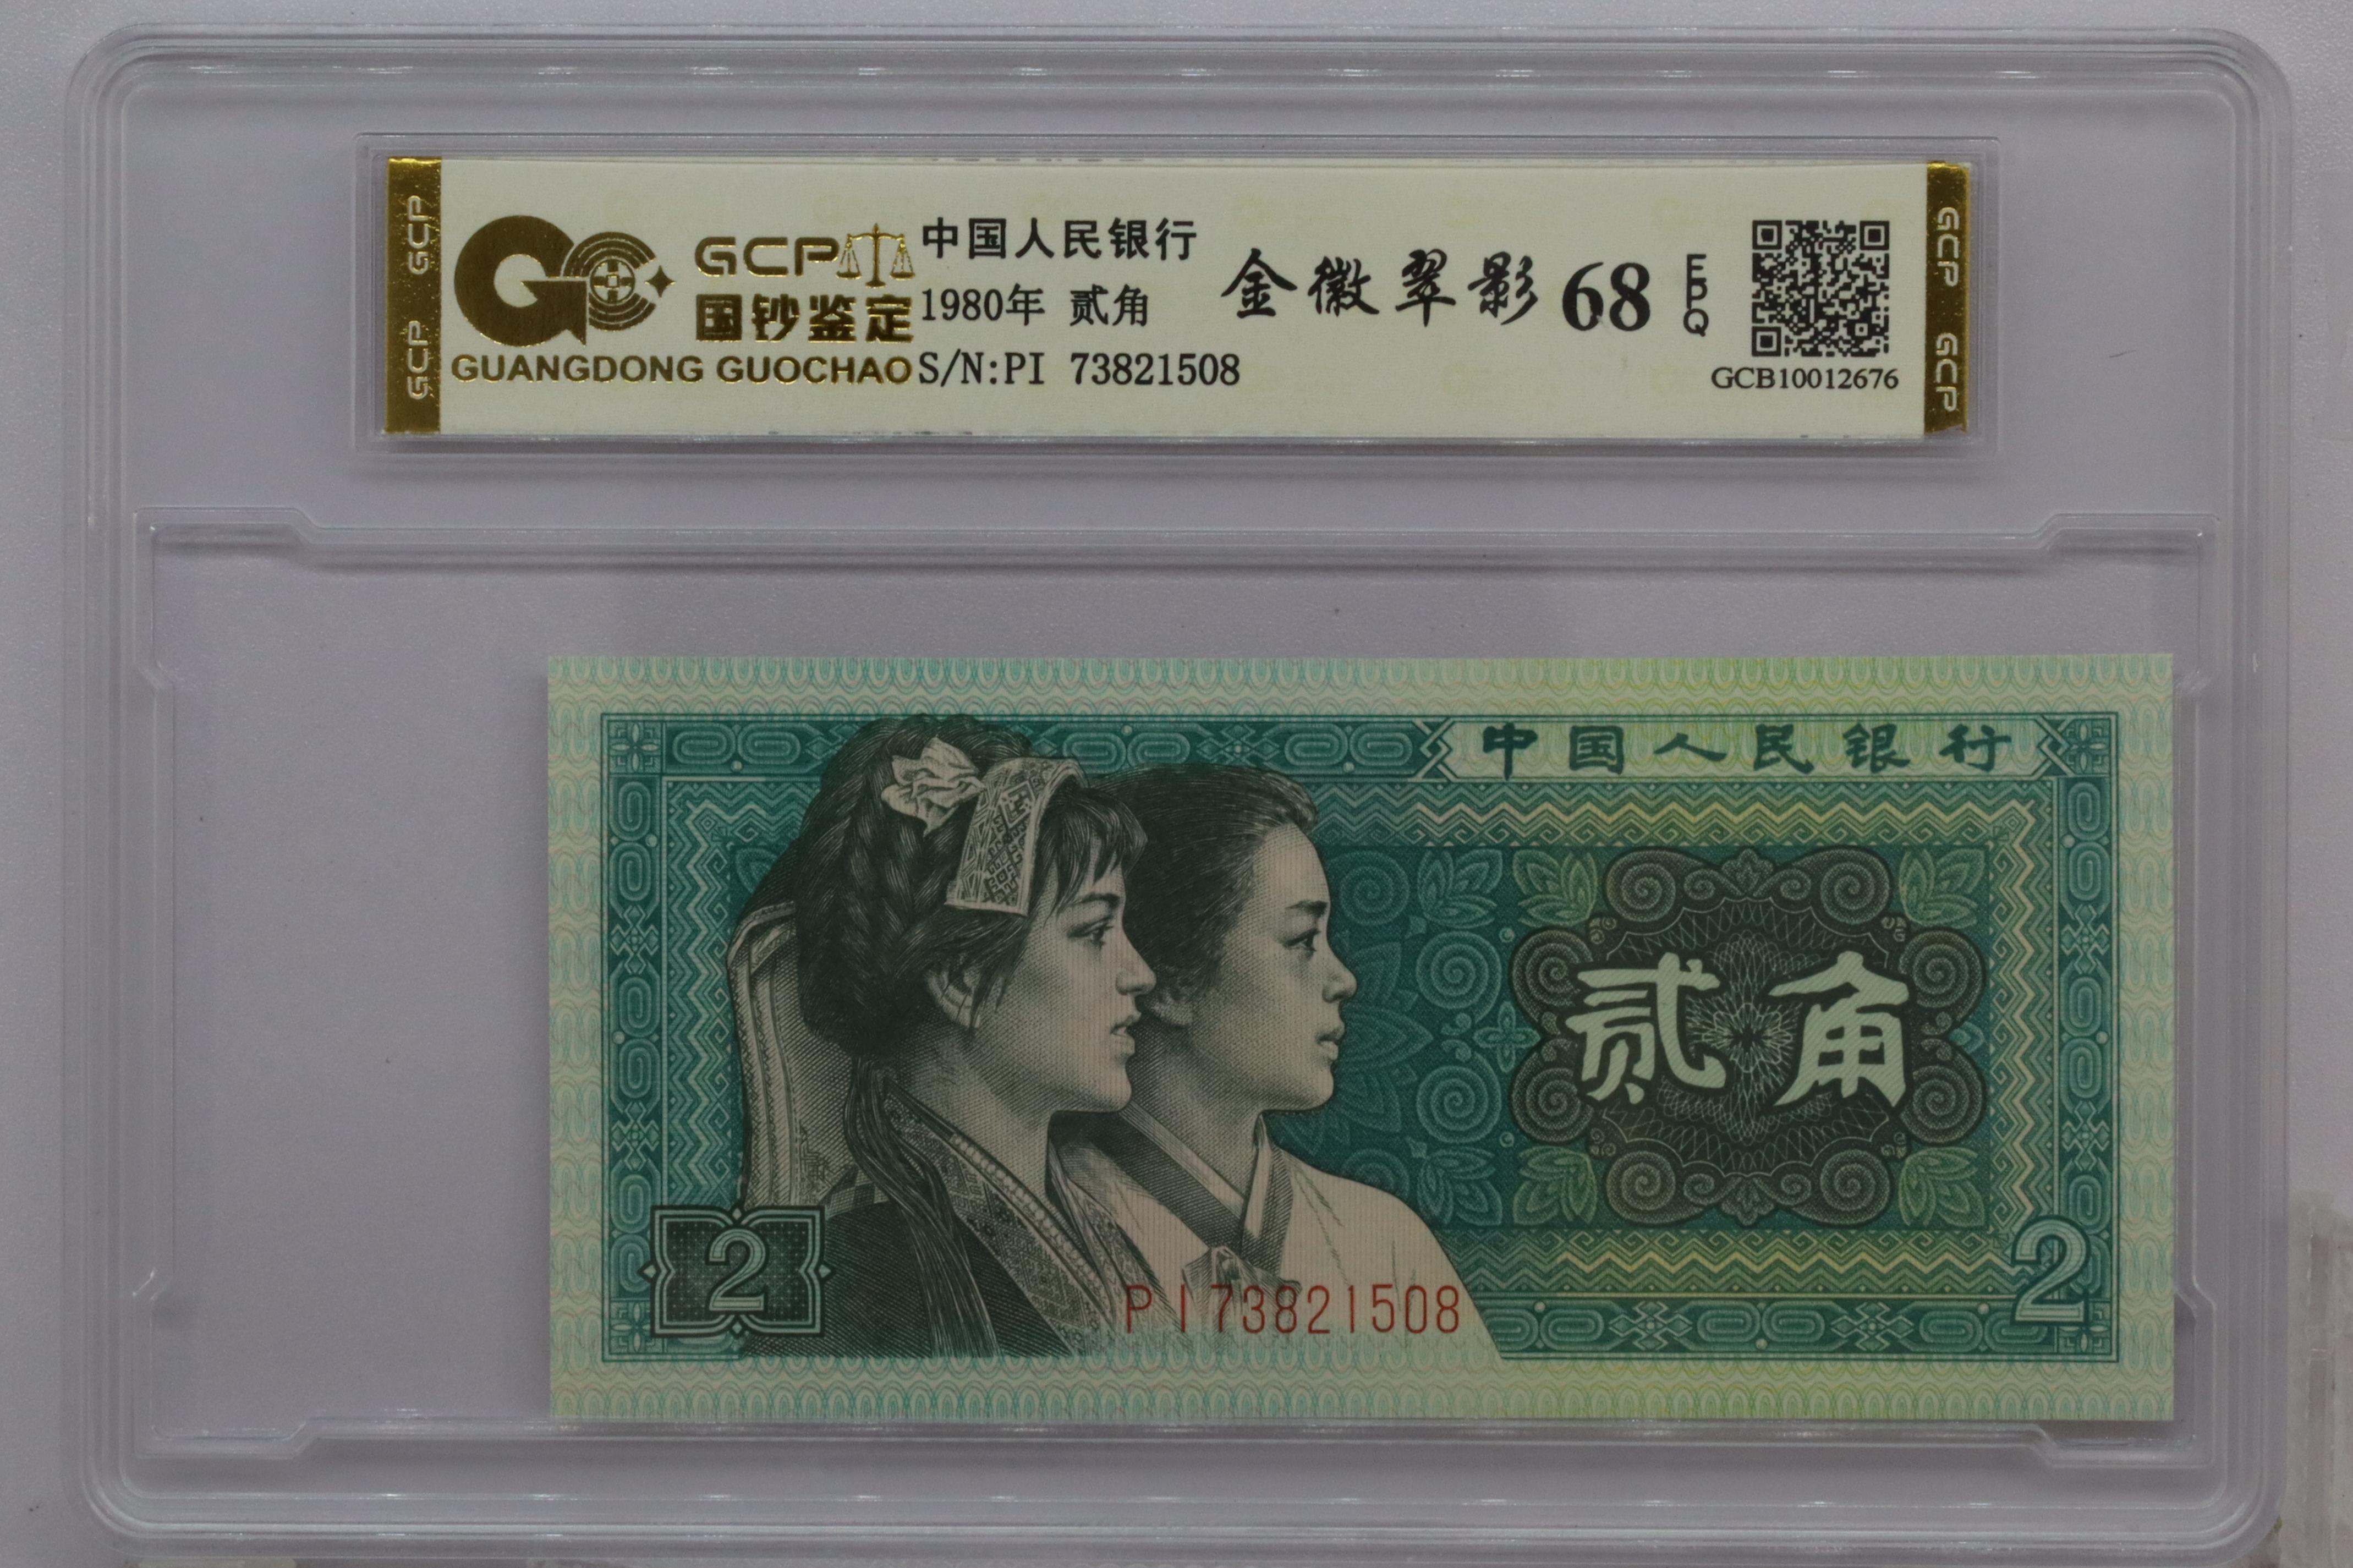 GCP GCP
GCP
国钞鉴定
GUANGDONG GUOCHAO
中国人民银行
1980年 贰角
S/N:PI 73821508
金徽翠影 68 EPQ
GCB10012676
GCP GCP
中国人民银行
贰角
2
PI73821508
2